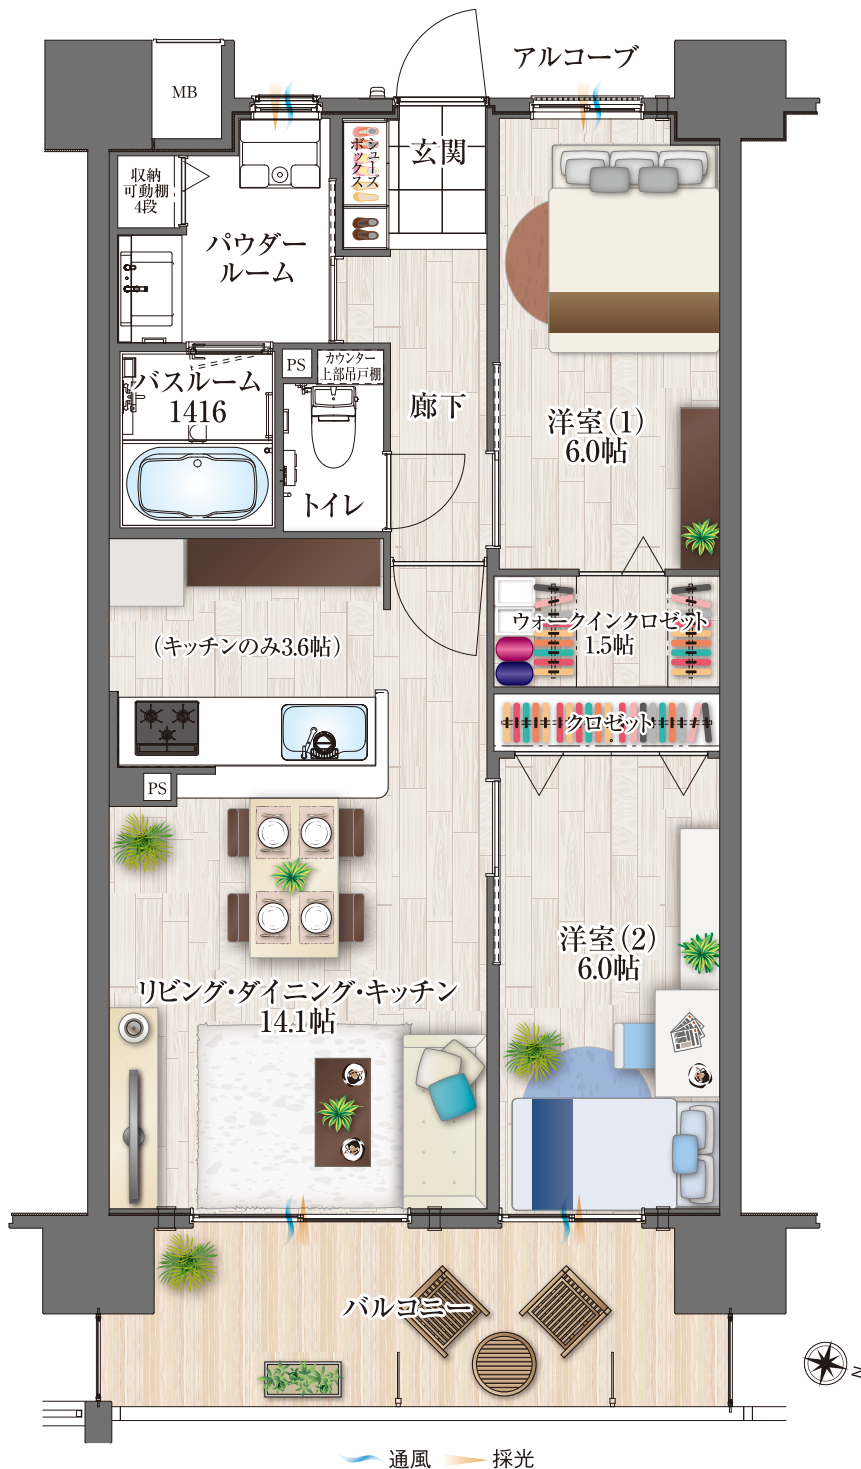 アルコーブ
MB
玄関
シューズ
ボックス
収納
可動棚
4段
パウダー
ルーム
PS
カウンター
上部吊戸棚
バスルーム
1416
廊下
洋室(1)
6.0帖
トイレ
ウォークインクロゼット
1.5帖
(キッチンのみ3.6帖)
クロゼット
PS
洋室(2)
6.0帖
リビング・ダイニング・キッチン
14.1帖
バルコニー
N
通風
採光